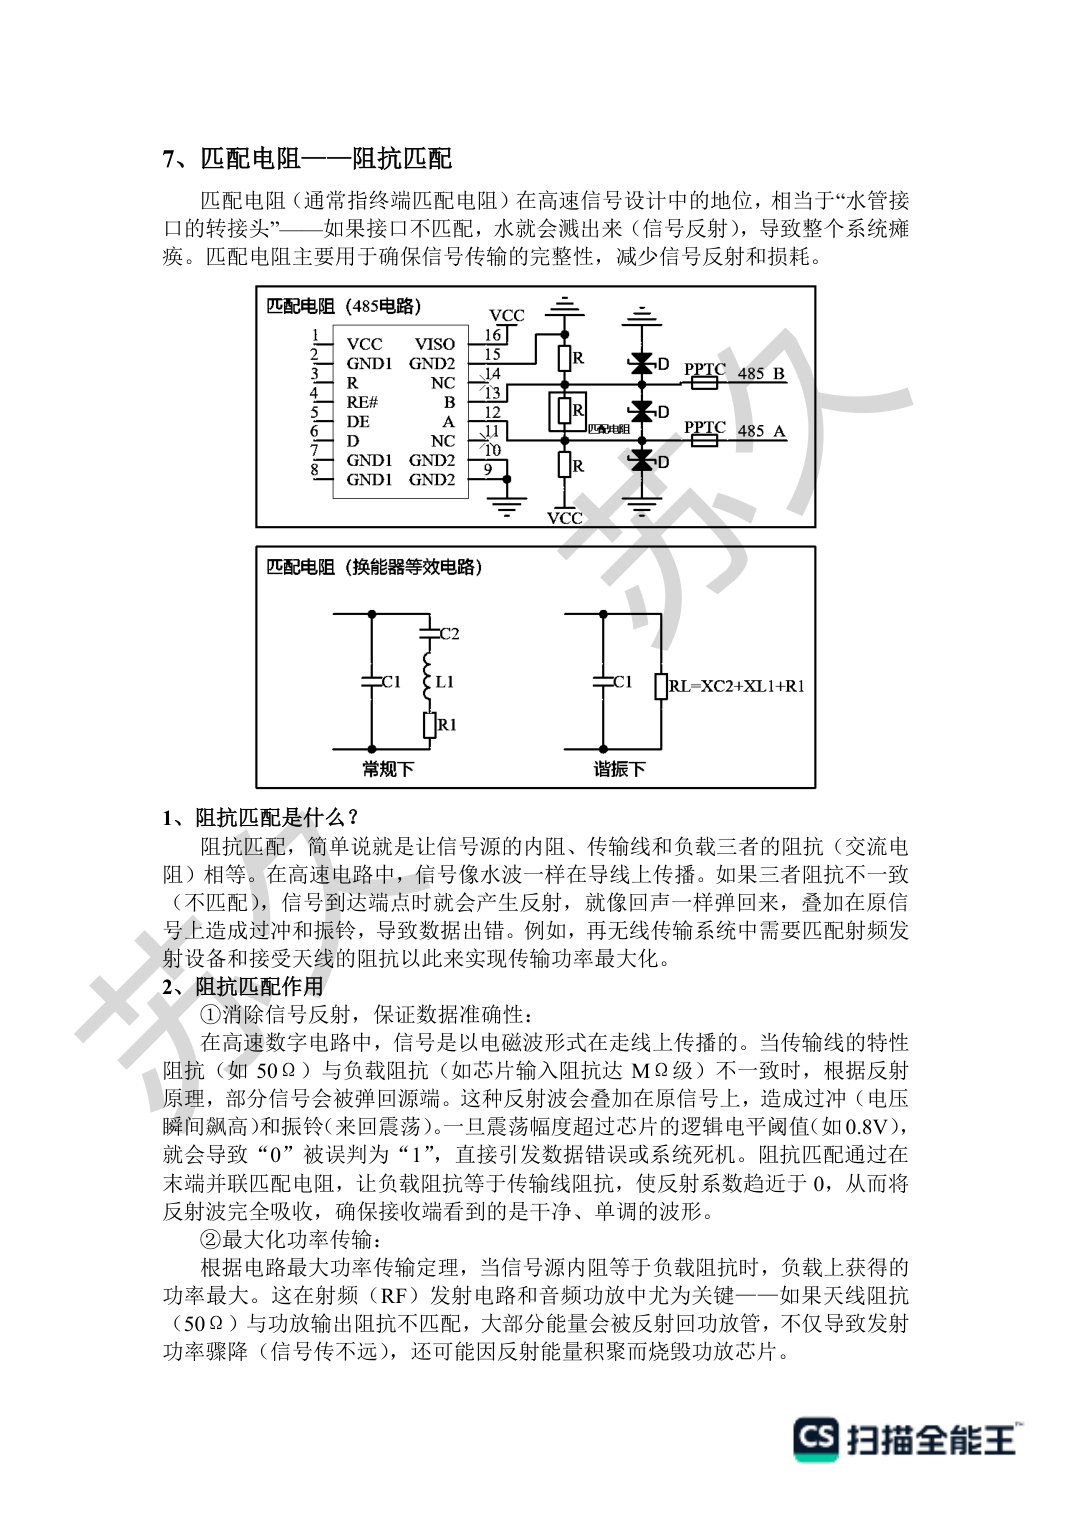 7、匹配电阻——阻抗匹配
匹配电阻（通常指终端匹配电阻）在高速信号设计中的地位，相当于“水管接
口的转接头”——如果接口不匹配，水就会溅出来（信号反射），导致整个系统瘫
痪。匹配电阻主要用于确保信号传输的完整性，减少信号反射和损耗。
匹配电阻（485电路）
VCC
1 VCC VISO 16
2 GND1 GND2 15
3 R NC 14
4 RE# B 13
5 DE A 12
6 D NC 11
7 GND1 GND2 10
8 GND1 GND2 9
R
R
匹配电阻
R
VCC
D
D
D
PPTC 485 B
PPTC 485 A
匹配电阻（换能器等效电路）
C1
C2
L1
R1
常规下
C1
RL=XC2+XL1+R1
谐振下
1、阻抗匹配是什么？
阻抗匹配，简单说就是让信号源的内阻、传输线和负载三者的阻抗（交流电
阻）相等。在高速电路中，信号像水波一样在导线上传播。如果三者阻抗不一致
（不匹配），信号到达端点时就会产生反射，就像回声一样弹回来，叠加在原信
号上造成过冲和振铃，导致数据出错。例如，再无线传输系统中需要匹配射频发
射设备和接受天线的阻抗以此来实现传输功率最大化。
2、阻抗匹配作用
①消除信号反射，保证数据准确性：
在高速数字电路中，信号是以电磁波形式在走线上传播的。当传输线的特性
阻抗（如 50Ω）与负载阻抗（如芯片输入阻抗达 MΩ级）不一致时，根据反射
原理，部分信号会被弹回源端。这种反射波会叠加在原信号上，造成过冲（电压
瞬间飙高）和振铃（来回震荡）。一旦震荡幅度超过芯片的逻辑电平阈值（如 0.8V），
就会导致“0”被误判为“1”，直接引发数据错误或系统死机。阻抗匹配通过在
末端并联匹配电阻，让负载阻抗等于传输线阻抗，使反射系数趋近于 0，从而将
反射波完全吸收，确保接收端看到的是干净、单调的波形。
②最大化功率传输：
根据电路最大功率传输定理，当信号源内阻等于负载阻抗时，负载上获得的
功率最大。这在射频（RF）发射电路和音频功放中尤为关键——如果天线阻抗
（50Ω）与功放输出阻抗不匹配，大部分能量会被反射回功放管，不仅导致发射
功率骤降（信号传不远），还可能因反射能量积聚而烧毁功放芯片。
苏久
苏久
CS 扫描全能王™